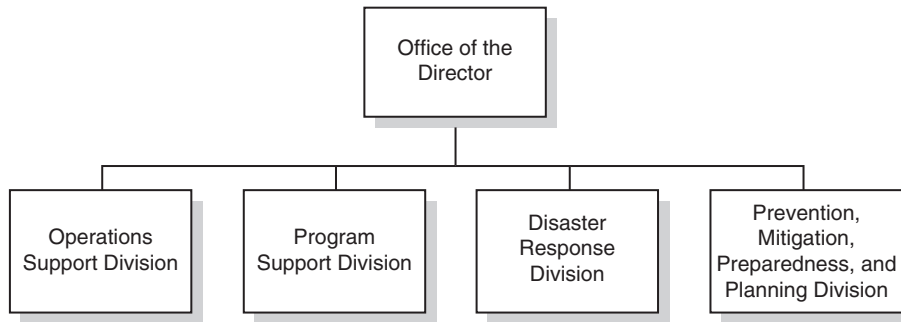 Office of the
Director
Operations
Support Division
Program
Support Division
Disaster
Response
Division
Prevention,
Mitigation,
Preparedness, and
Planning Division